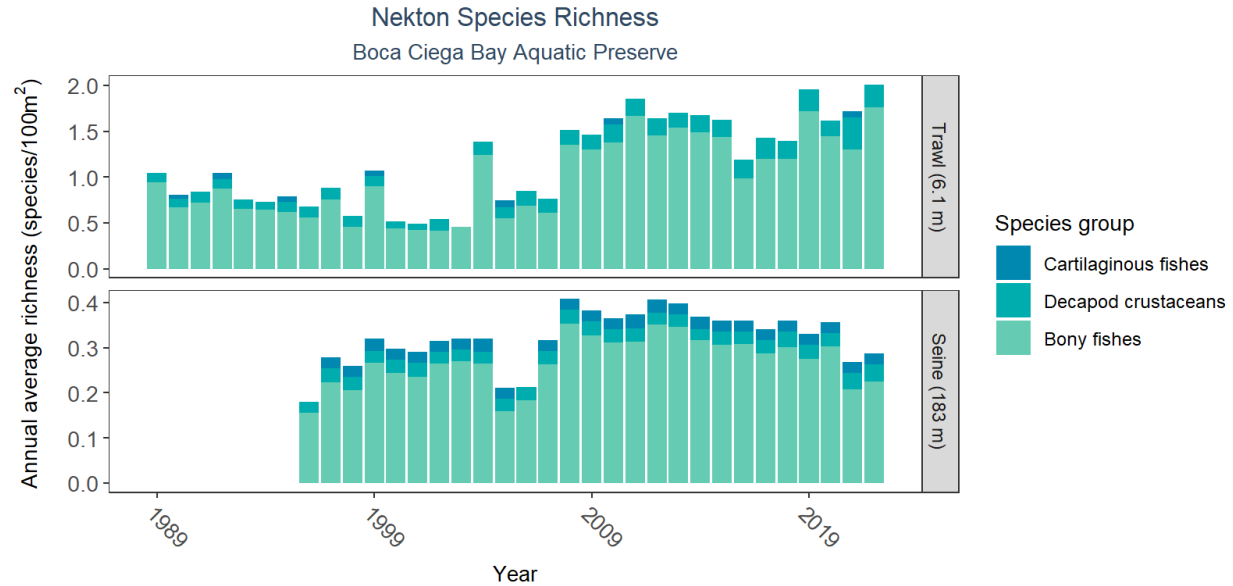 Nekton Species Richness
Boca Ciega Bay Aquatic Preserve
Annual average richness (species/100m²)
2.0
1.5
1.0
0.5
0.0
Trawl (6.1 m)
0.4
0.3
0.2
0.1
0.0
Seine (183 m)
1989
1999
2009
2019
Year
Species group
Cartilaginous fishes
Decapod crustaceans
Bony fishes